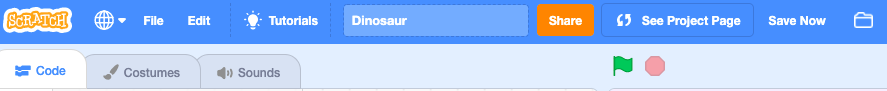 SCRATCH File Edit Tutorials Dinosaur Share See Project Page Save Now
Code Costumes Sounds